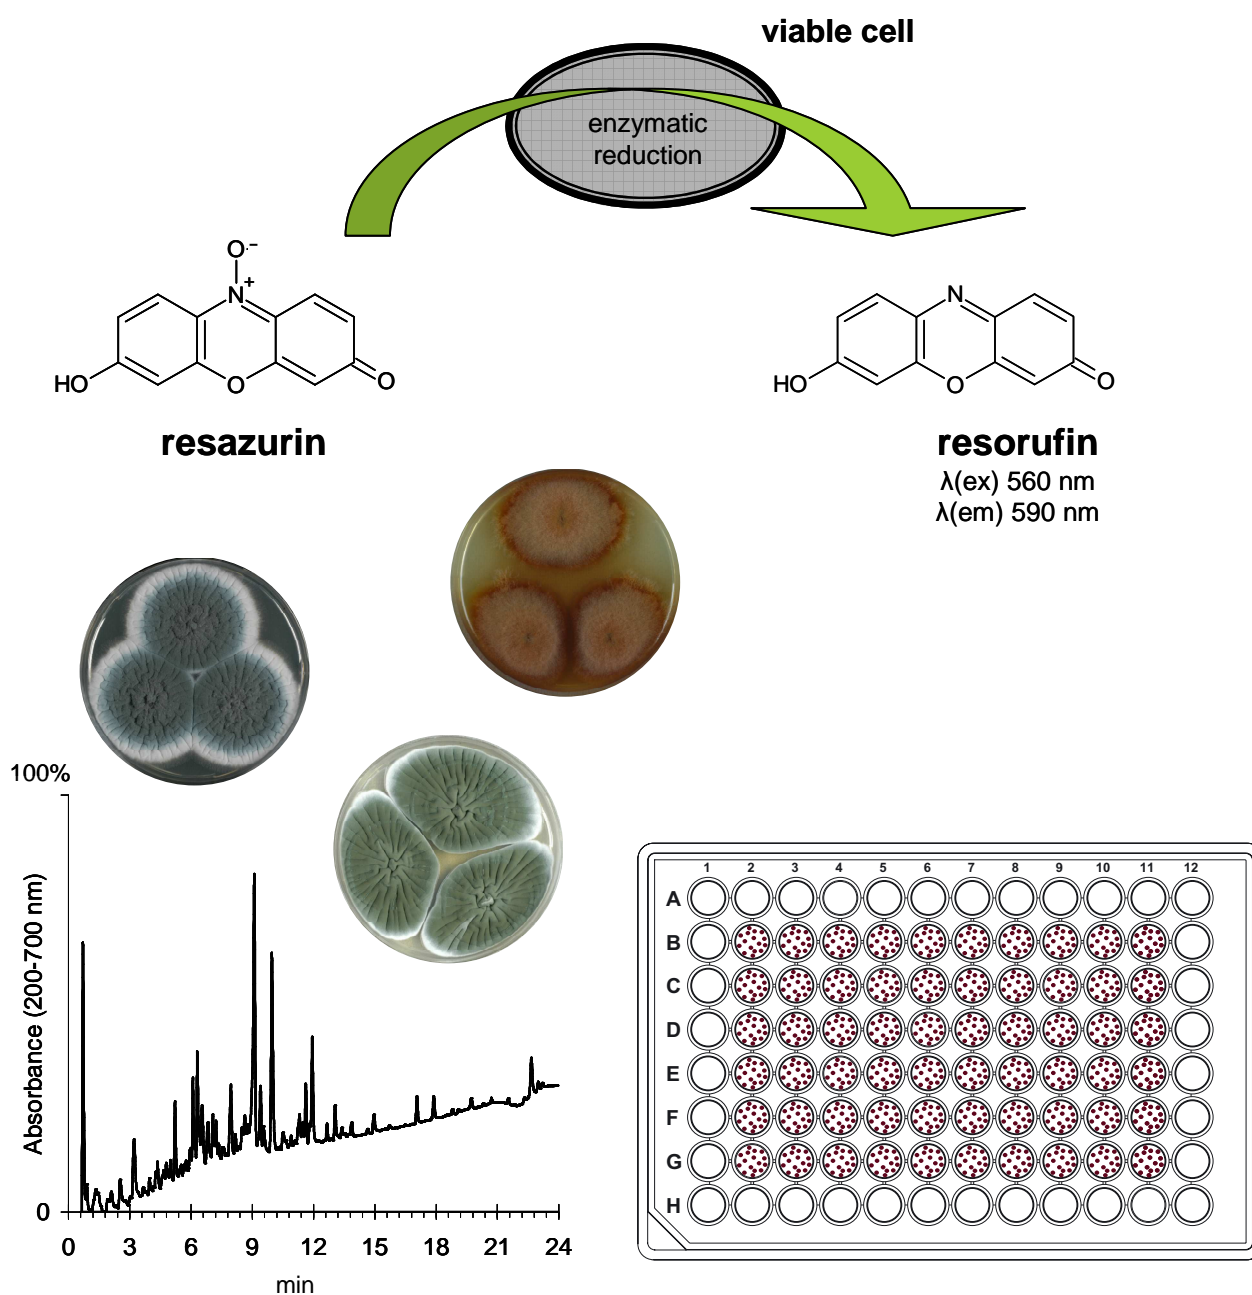 viable cell
enzymatic
reduction
O·−
N+
HO
O
O
resazurin
N
HO
O
O
resorufin
λ(ex) 560 nm
λ(em) 590 nm
100%
Absorbance (200-700 nm)
0
0 3 6 9 12 15 18 21 24
min
1 2 3 4 5 6 7 8 9 10 11 12
A
B
C
D
E
F
G
H